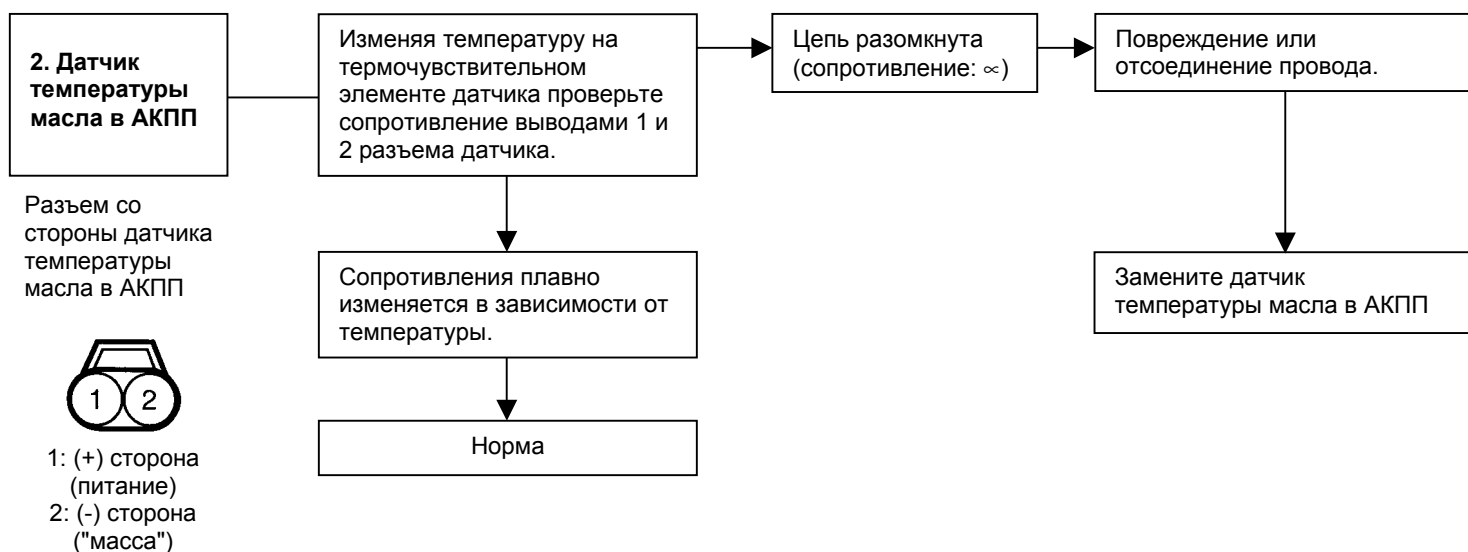 2. Датчик
температуры
масла в АКПП
Изменяя температуру на
термочувствительном
элементе датчика проверьте
сопротивление выводами 1 и
2 разъема датчика.
Цепь разомкнута
(сопротивление: ∝)
Повреждение или
отсоединение провода.
Разъем со
стороны датчика
температуры
масла в АКПП
Сопротивления плавно
изменяется в зависимости от
температуры.
Замените датчик
температуры масла в АКПП
1 2
Норма
1: (+) сторона
(питание)
2: (-) сторона
("масса")